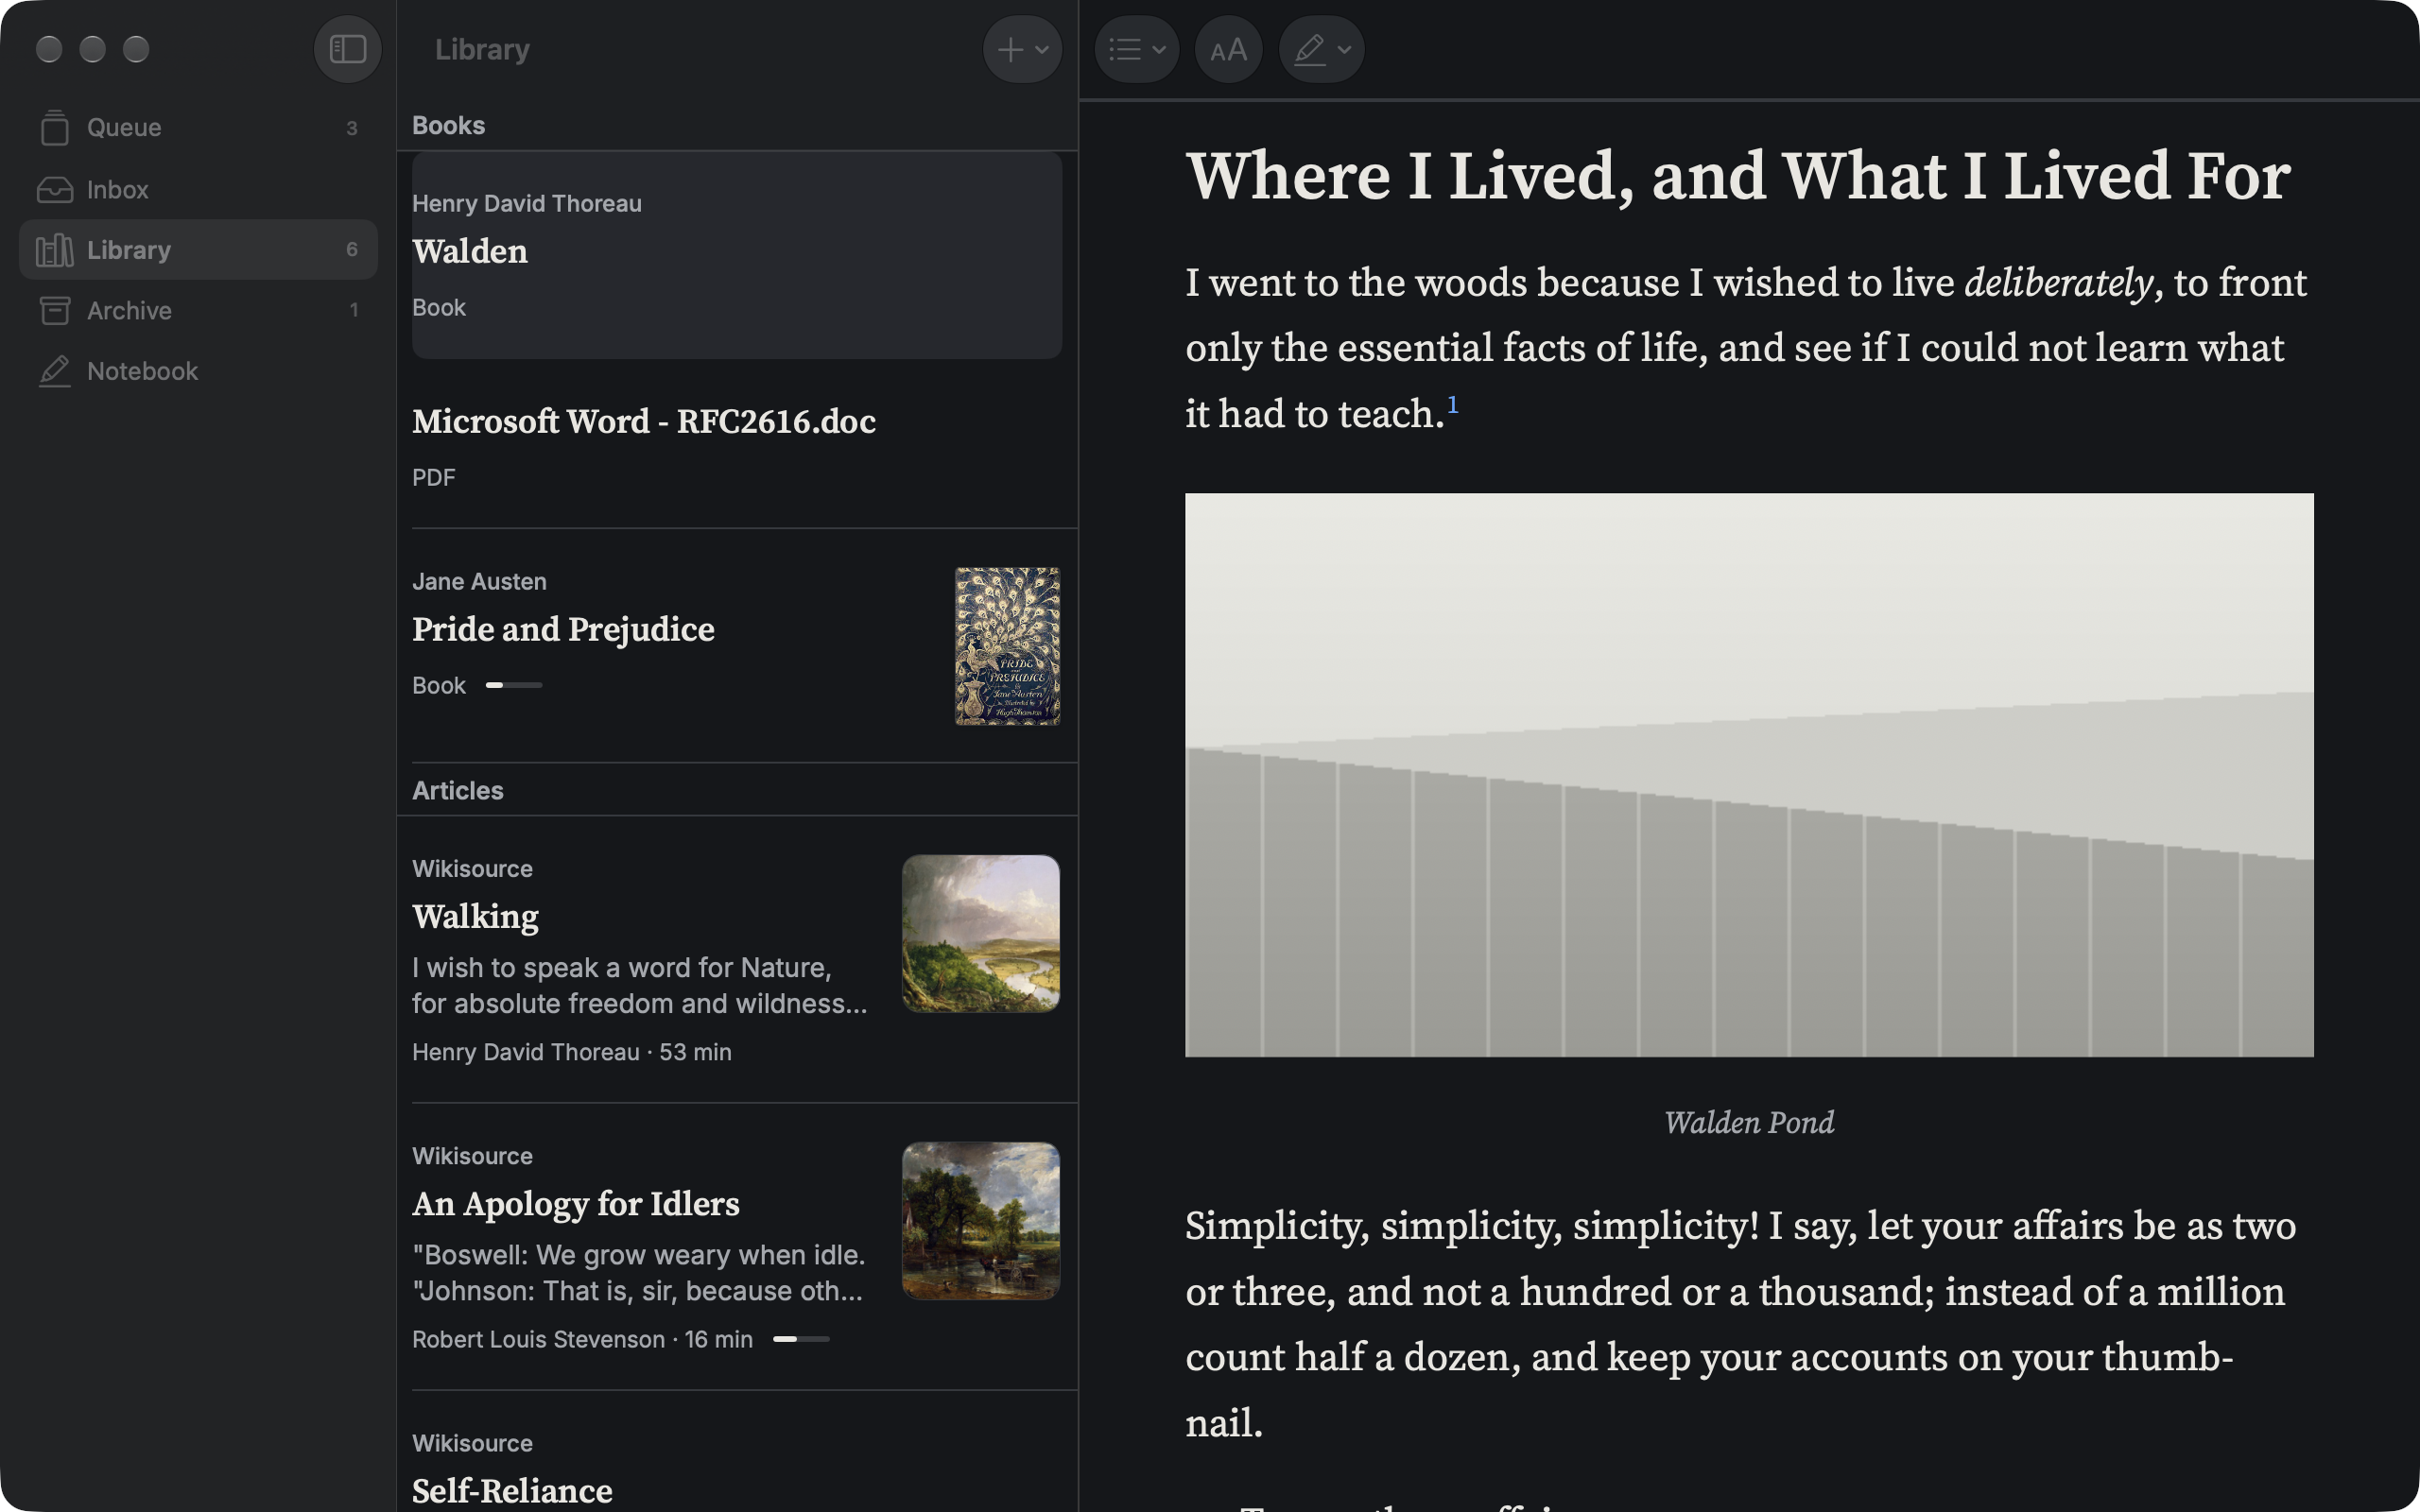 Queue 3
Inbox
Library 6
Archive 1
Notebook
Library
Books
Henry David Thoreau
Walden
Book
Microsoft Word - RFC2616.doc
PDF
Jane Austen
Pride and Prejudice
Book
PRIDE
PREJUDICE
Jane Austen
Articles
Wikisource
Walking
I wish to speak a word for Nature,
for absolute freedom and wildness...
Henry David Thoreau · 53 min
Wikisource
An Apology for Idlers
"Boswell: We grow weary when idle.
"Johnson: That is, sir, because oth...
Robert Louis Stevenson · 16 min
Wikisource
Self-Reliance
AA
Where I Lived, and What I Lived For
I went to the woods because I wished to live deliberately, to front
only the essential facts of life, and see if I could not learn what
it had to teach.1
Walden Pond
Simplicity, simplicity, simplicity! I say, let your affairs be as two
or three, and not a hundred or a thousand; instead of a million
count half a dozen, and keep your accounts on your thumb-
nail.